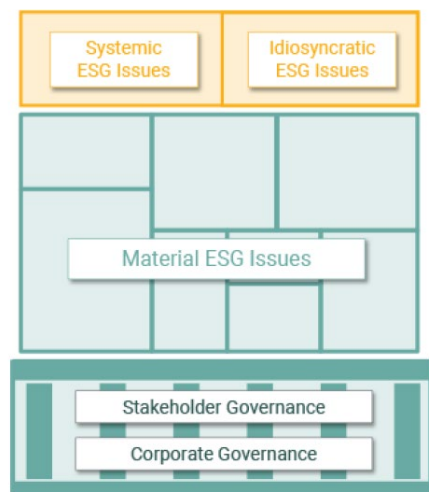 Systemic
ESG Issues
Idiosyncratic
ESG Issues
Material ESG Issues
Stakeholder Governance
Corporate Governance